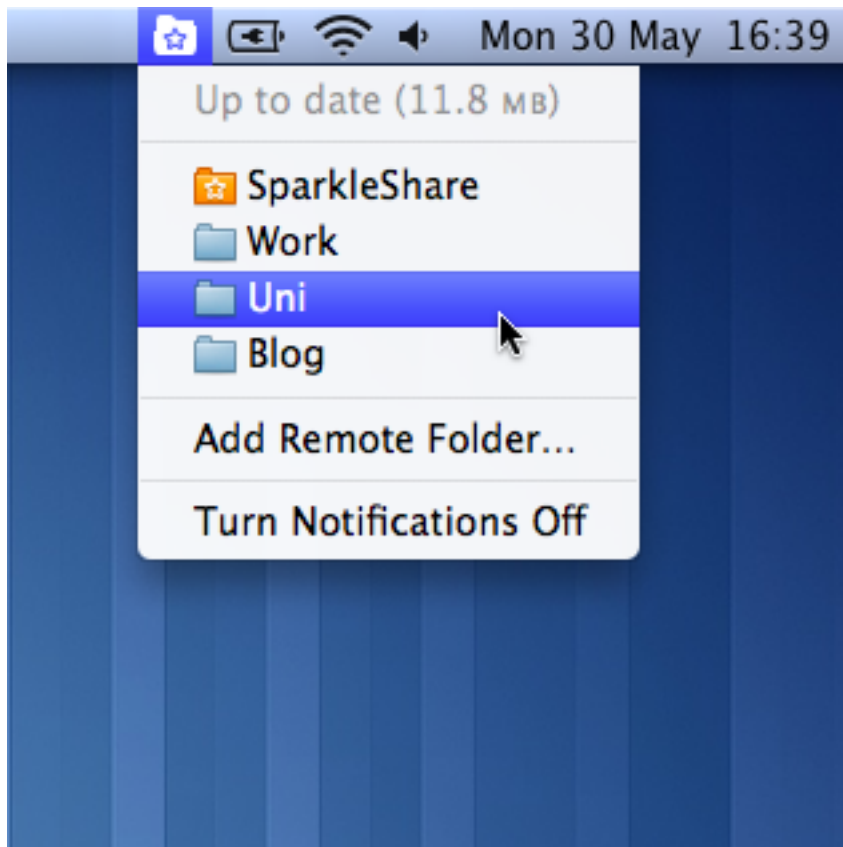 Mon 30 May 16:39
Up to date (11.8 MB)
SparkleShare
Work
Uni
Blog
Add Remote Folder...
Turn Notifications Off